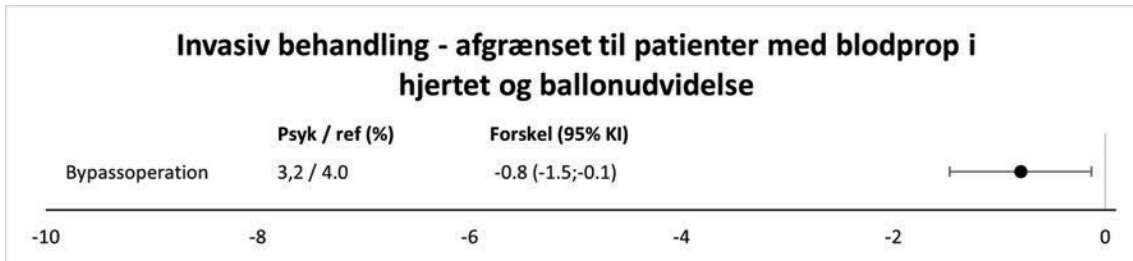 Invasiv behandling - afgrænset til patienter med blodprop i
hjertet og ballonudvidelse
Psyk / ref (%) Forskel (95% KI)
Bypassoperation 3,2 / 4.0 -0.8 (-1.5;-0.1)
-10 -8 -6 -4 -2 0